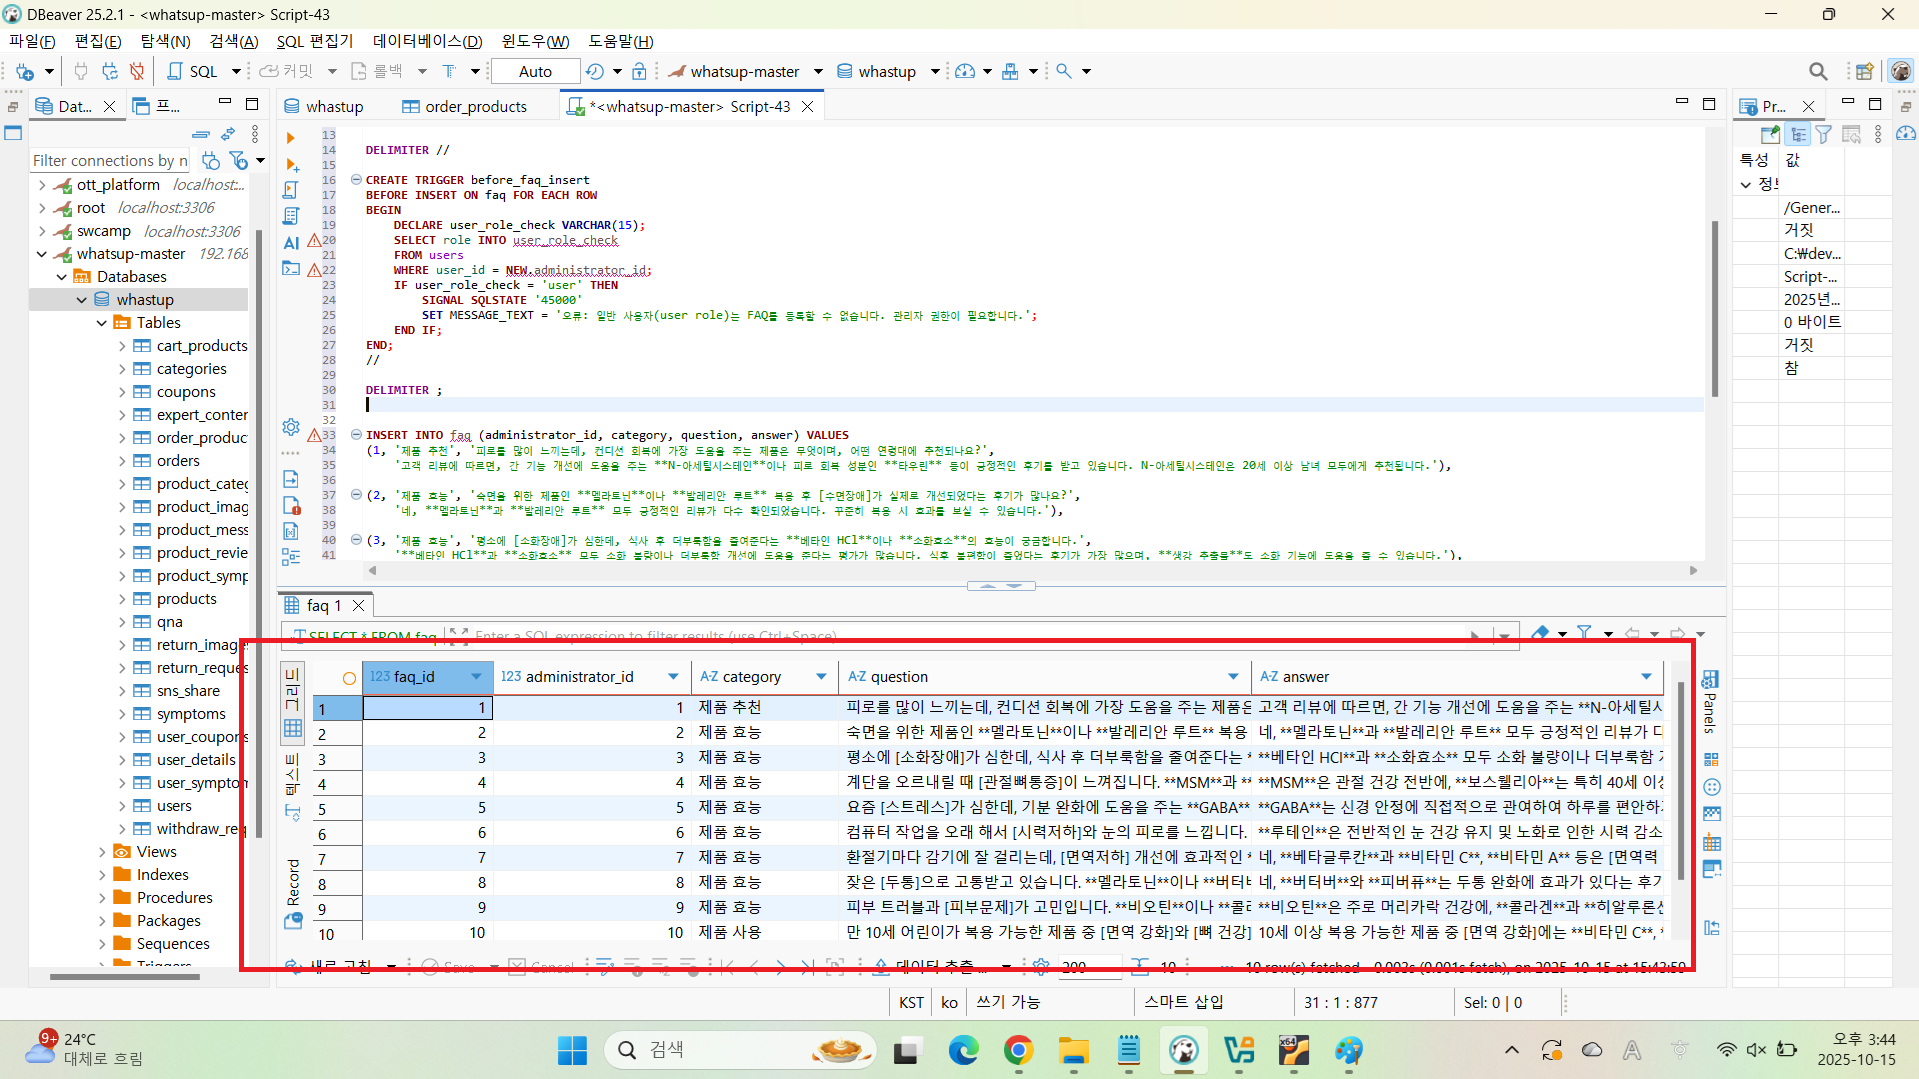 DBeaver 25.2.1 - <whatsup-master> Script-43
파일(F) 편집(E) 탐색(N) 검색(A) SQL 편집기 데이터베이스(D) 윈도우(W) 도움말(H)
SQL 커밋 롤백 T Auto whatsup-master whastup
Dat... 프... whastup order_products *<whatsup-master> Script-43 Pr...
Filter connections by n
ott_platform localhost:...
root localhost:3306
swcamp localhost:3306
whatsup-master 192.168
Databases
whastup
Tables
cart_products
categories
coupons
expert_conter
order_produc
orders
product_categ
product_imag
product_mess
product_revie
product_symp
products
qna
return_image
return_reques
sns_share
symptoms
user_coupons
user_details
user_sympton
users
withdraw_req
Views
Indexes
Procedures
Packages
Sequences
Triggers
13
14 DELIMITER //
15
16 CREATE TRIGGER before_faq_insert
17 BEFORE INSERT ON faq FOR EACH ROW
18 BEGIN
19 DECLARE user_role_check VARCHAR(15);
20 SELECT role INTO user_role_check
21 FROM users
22 WHERE user_id = NEW.administrator_id;
23 IF user_role_check = 'user' THEN
24 SIGNAL SQLSTATE '45000'
25 SET MESSAGE_TEXT = '오류: 일반 사용자(user role)는 FAQ를 등록할 수 없습니다. 관리자 권한이 필요합니다.';
26 END IF;
27 END;
28 //
29
30 DELIMITER ;
31
32
33 INSERT INTO faq (administrator_id, category, question, answer) VALUES
34 (1, '제품 추천', '피로를 많이 느끼는데, 컨디션 회복에 가장 도움을 주는 제품은 무엇이며, 어떤 연령대에 추천되나요?',
35 '고객 리뷰에 따르면, 간 기능 개선에 도움을 주는 **N-아세틸시스테인**이나 피로 회복 성분인 **타우린** 등이 긍정적인 후기를 받고 있습니다. N-아세틸시스테인은 20세 이상 남녀 모두에게 추천됩니다.'),
36
37 (2, '제품 효능', '숙면을 위한 제품인 **멜라토닌**이나 **발레리안 루트** 복용 후 [수면장애]가 실제로 개선되었다는 후기가 많나요?',
38 '네, **멜라토닌**과 **발레리안 루트** 모두 긍정적인 리뷰가 다수 확인되었습니다. 꾸준히 복용 시 효과를 보실 수 있습니다.'),
39
40 (3, '제품 효능', '평소에 [소화장애]가 심한데, 식사 후 더부룩함을 줄여준다는 **베타인 HCl**이나 **소화효소**의 효능이 궁금합니다.',
41 '**베타인 HCl**과 **소화효소** 모두 소화 불량이나 더부룩함 개선에 도움을 준다는 평가가 많습니다. 식후 불편함이 줄었다는 후기가 가장 많으며, **생강 추출물**도 소화 기능에 도움을 줄 수 있습니다.'),
faq 1
SELECT * FROM faq Enter a SQL expression to filter results (use Ctrl+Space)
그리드
텍스트
Record
123 faq_id 123 administrator_id A-Z category A-Z question A-Z answer
1 1 1 제품 추천 피로를 많이 느끼는데, 컨디션 회복에 가장 도움을 주는 제품은 고객 리뷰에 따르면, 간 기능 개선에 도움을 주는 **N-아세틸시
2 2 2 제품 효능 숙면을 위한 제품인 **멜라토닌**이나 **발레리안 루트** 복용 네, **멜라토닌**과 **발레리안 루트** 모두 긍정적인 리뷰가 다
3 3 3 제품 효능 평소에 [소화장애]가 심한데, 식사 후 더부룩함을 줄여준다는 * **베타인 HCl**과 **소화효소** 모두 소화 불량이나 더부룩함
4 4 4 제품 효능 계단을 오르내릴 때 [관절뼈통증]이 느껴집니다. **MSM**과 * **MSM**은 관절 건강 전반에, **보스웰리아**는 특히 40세 이상
5 5 5 제품 효능 요즘 [스트레스]가 심한데, 기분 완화에 도움을 주는 **GABA** **GABA**는 신경 안정에 직접적으로 관여하여 하루를 편안하
6 6 6 제품 효능 컴퓨터 작업을 오래 해서 [시력저하]와 눈의 피로를 느낍니다. **루테인**은 전반적인 눈 건강 유지 및 노화로 인한 시력 감소
7 7 7 제품 효능 환절기마다 감기에 잘 걸리는데, [면역저하] 개선에 효과적인 * 네, **베타글루칸**과 **비타민 C**, **비타민 A** 등은 [면역력
8 8 8 제품 효능 잦은 [두통]으로 고통받고 있습니다. **멜라토닌**이나 **버터 네, **버터버**와 **피버퓨**는 두통 완화에 효과가 있다는 후기
9 9 9 제품 효능 피부 트러블과 [피부문제]가 고민입니다. **비오틴**이나 **콜라 **비오틴**은 주로 머리카락 건강에, **콜라겐**과 **히알루론산
10 10 10 제품 사용 만 10세 어린이가 복용 가능한 제품 중 [면역 강화]와 [뼈 건강] 10세 이상 복용 가능한 제품 중 [면역 강화]에는 **비타민 C**, *
Panels
새로 고침 Save Cancel 데이터 추출 ... 200 10 10 row(s) fetched - 0.002s (0.001s fetch), on 2025-10-15 at 15:42:59
특성 값
정보
/Gener...
거짓
C:₩dev...
Script-...
2025년...
0 바이트
거짓
참
KST ko 쓰기 가능 스마트 삽입 31 : 1 : 877 Sel: 0 | 0
9+ 24°C
대체로 흐림
검색
x64
오후 3:44
2025-10-15